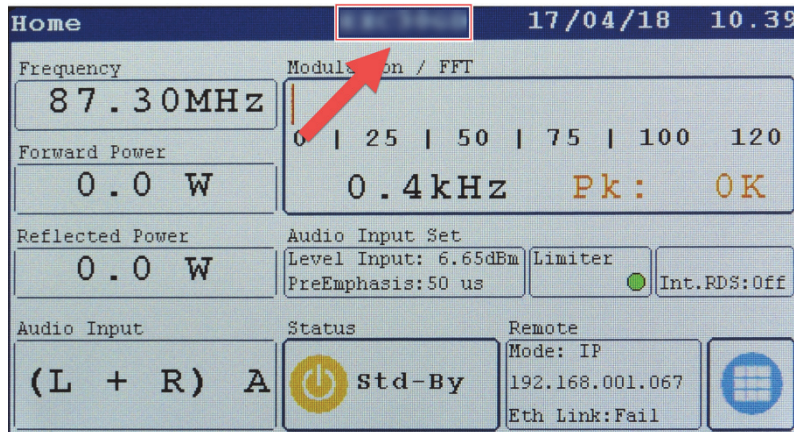 Home 17/04/18 10.39
Frequency
87.30MHz
Modulation / FFT
0 | 25 | 50 | 75 | 100 120
0.4kHz Pk: 0K
Forward Power
0.0 W
Reflected Power
0.0 W
Audio Input Set
Level Input: 6.65dBm
PreEmphasis:50 us
Limiter
Int.RDS:Off
Audio Input
(L + R) A
Status
Std-By
Remote
Mode: IP
192.168.001.067
Eth Link:Fail